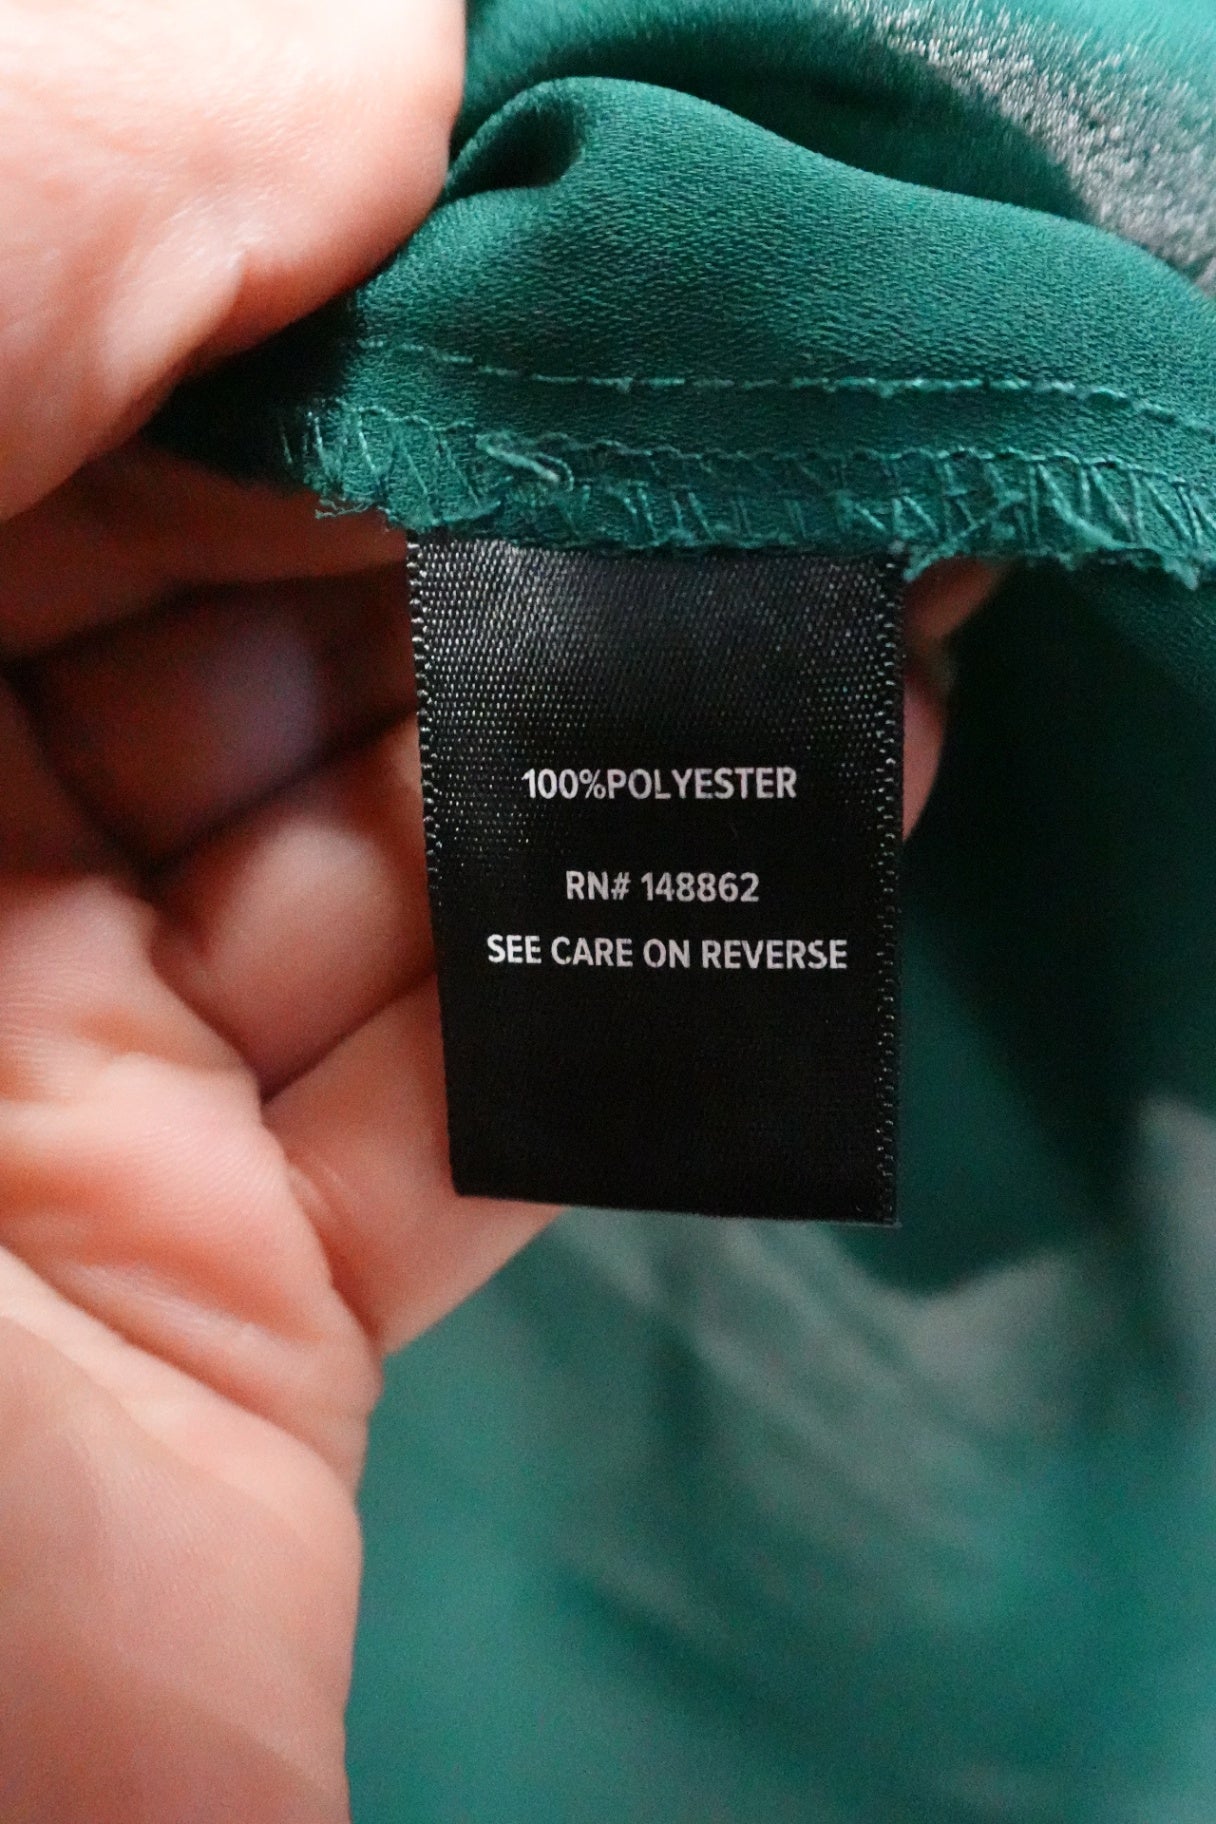 100%POLYESTER
RN# 148862
SEE CARE ON REVERSE